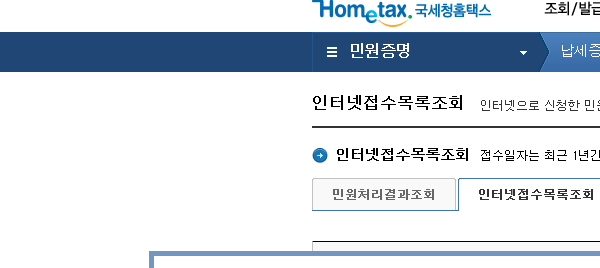 Hometax. 국세청홈택스 조회/발급
민원증명 납세증
인터넷접수목록조회 인터넷으로 신청한 민원
인터넷접수목록조회 접수일자는 최근 1년간
민원처리결과조회 인터넷접수목록조회